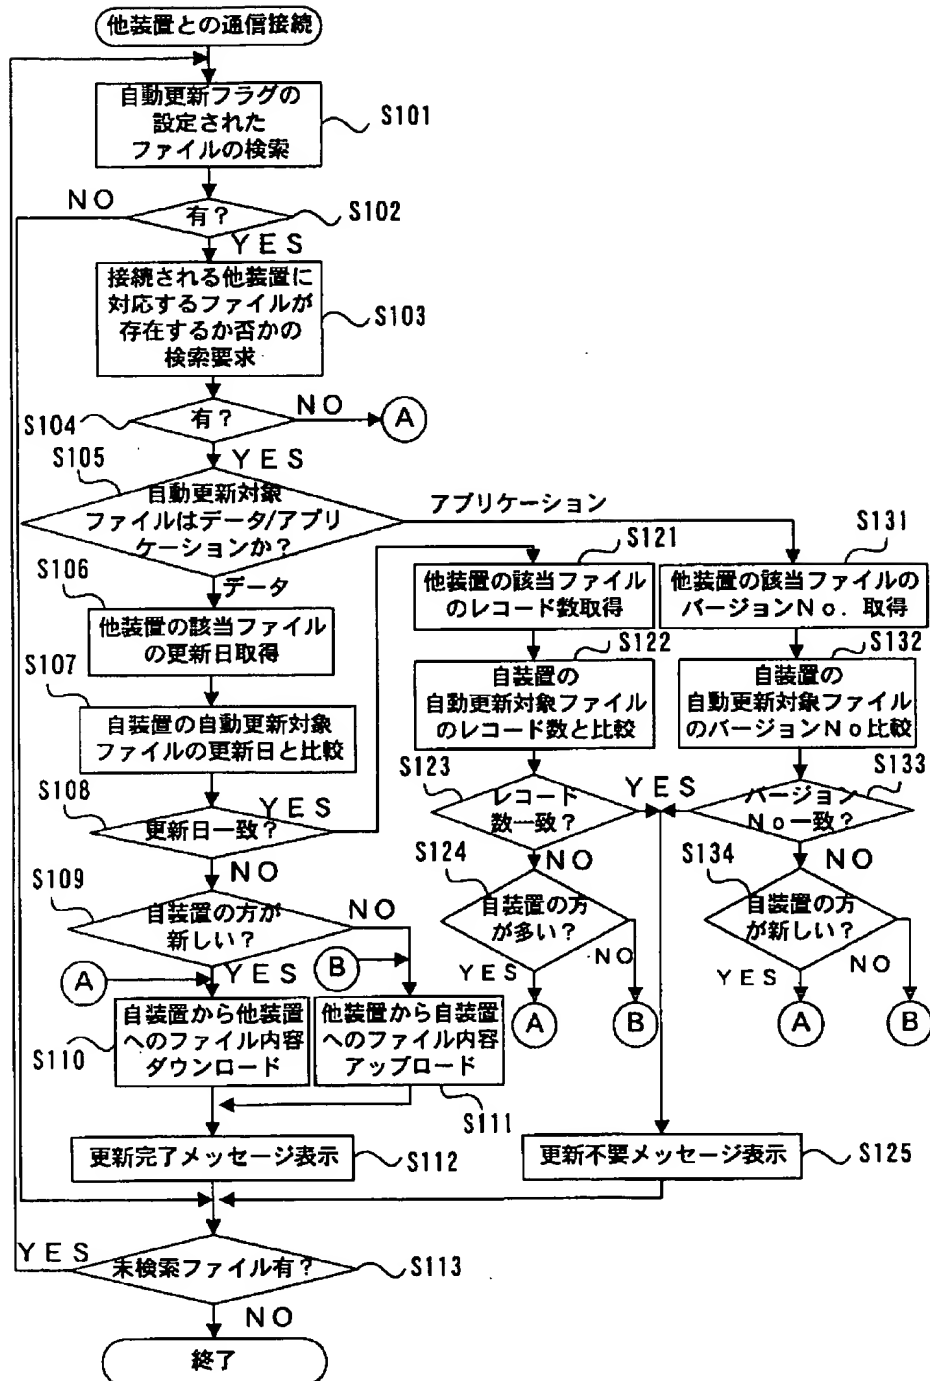 他装置との通信接続
自動更新フラグの
設定された
ファイルの検索
S101
NO
有?
S102
YES
接続される他装置に
対応するファイルが
存在するか否かの
検索要求
S103
S104
有?
NO
A
YES
S105
自動更新対象
ファイルはデータ/アプリ
ケーションか?
アプリケーション
データ
S106
他装置の該当ファイル
の更新日取得
S107
自装置の自動更新対象
ファイルの更新日と比較
S108
更新日一致?
YES
NO
S109
自装置の方が
新しい?
NO
YES
A
B
S110
自装置から他装置
へのファイル内容
ダウンロード
他装置から自装置
へのファイル内容
アップロード
S111
更新完了メッセージ表示
S112
S121
他装置の該当ファイル
のレコード数取得
S122
自装置の
自動更新対象ファイル
のレコード数と比較
S123
レコード
数一致?
YES
NO
S124
自装置の方
が多い?
YES
NO
A
B
S131
他装置の該当ファイルの
バージョンNo.取得
S132
自装置の
自動更新対象ファイル
のバージョンNo比較
S133
バージョン
No一致?
NO
S134
自装置の方
が新しい?
YES
NO
A
B
更新不要メッセージ表示
S125
YES
未検索ファイル有?
S113
NO
終了